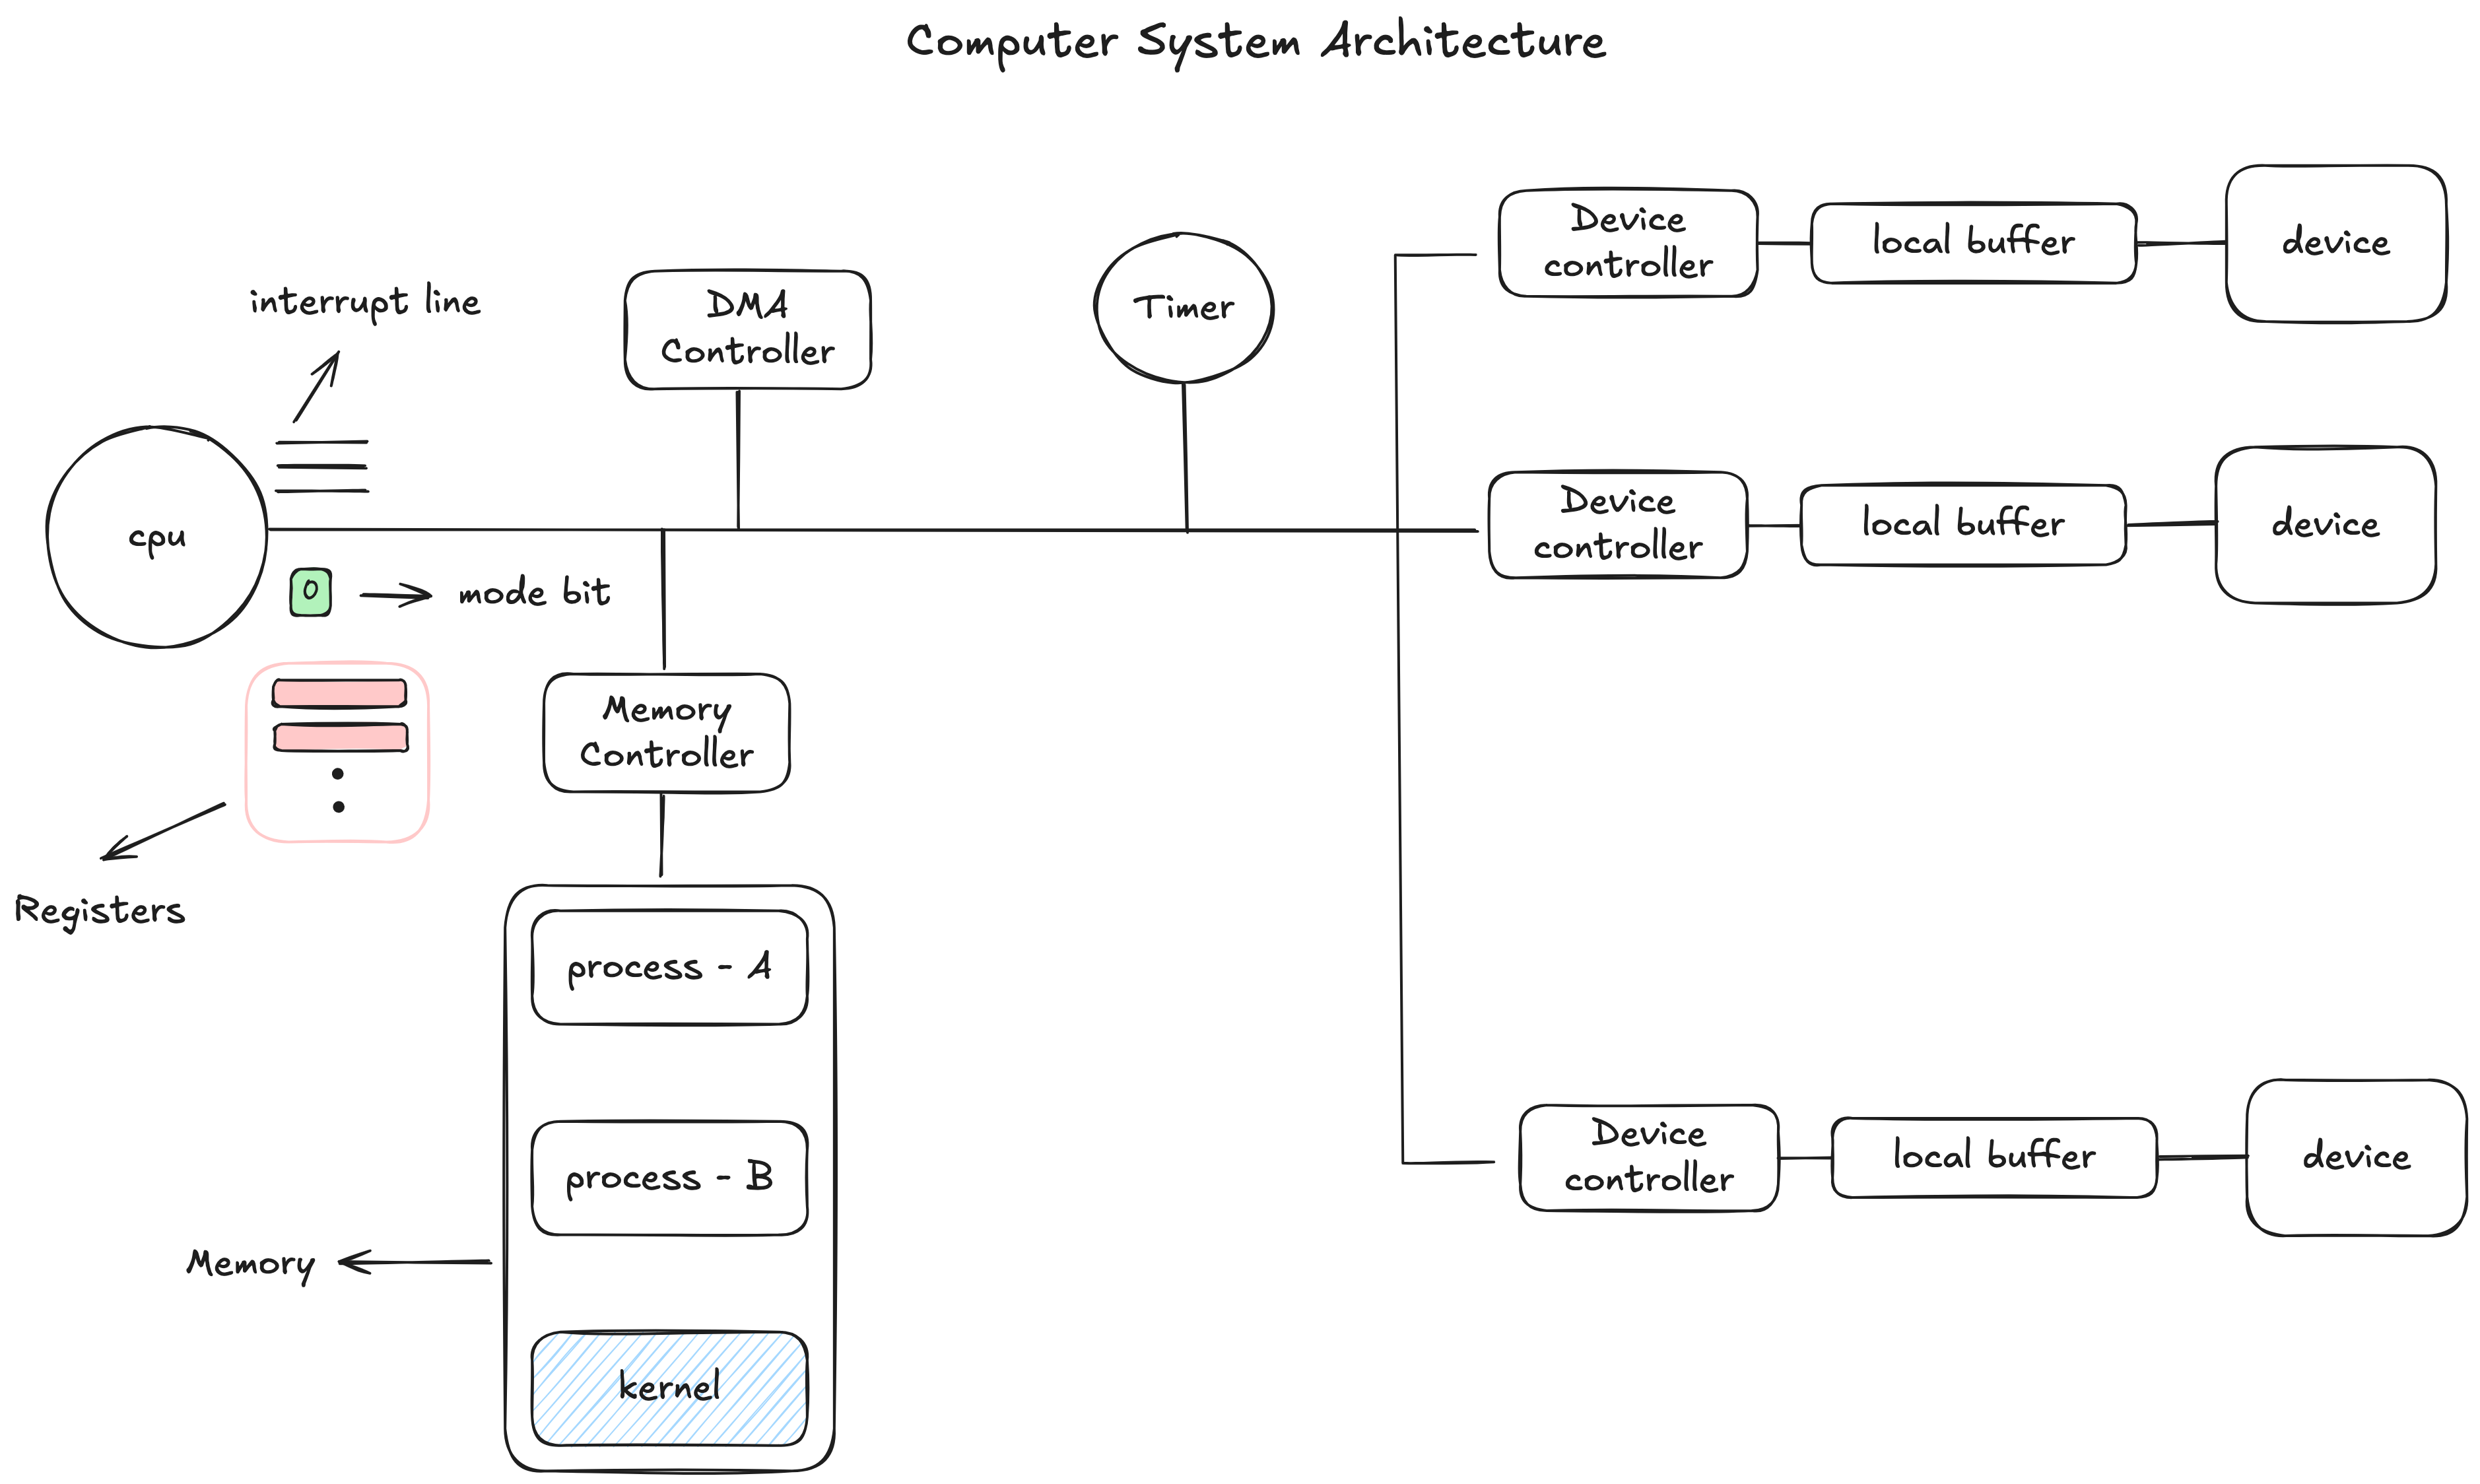 Computer System Architecture
interrupt line
DMA
Controller
Timer
Device
controller
local buffer
device
cpu
0
mode bit
Device
controller
local buffer
device
Registers
Memory
Controller
process - A
process - B
kernel
Memory
Device
controller
local buffer
device